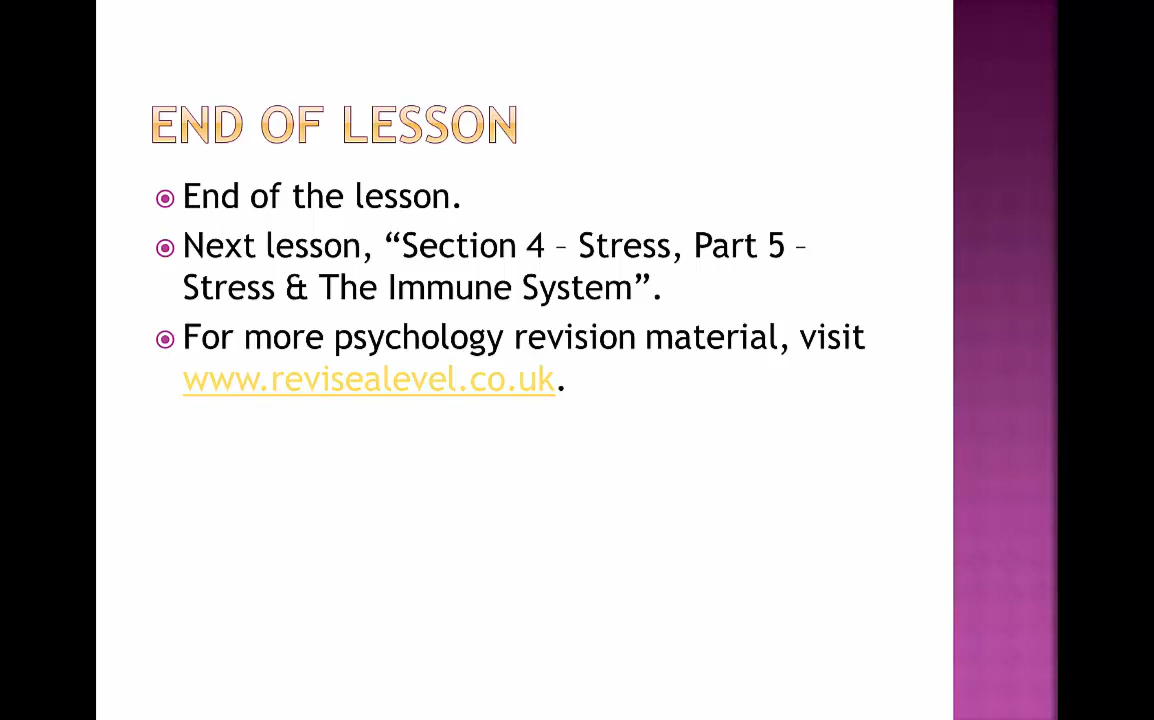 END OF LESSON
End of the lesson.
Next lesson, “Section 4 – Stress, Part 5 –
Stress & The Immune System”.
For more psychology revision material, visit
www.revisealevel.co.uk.